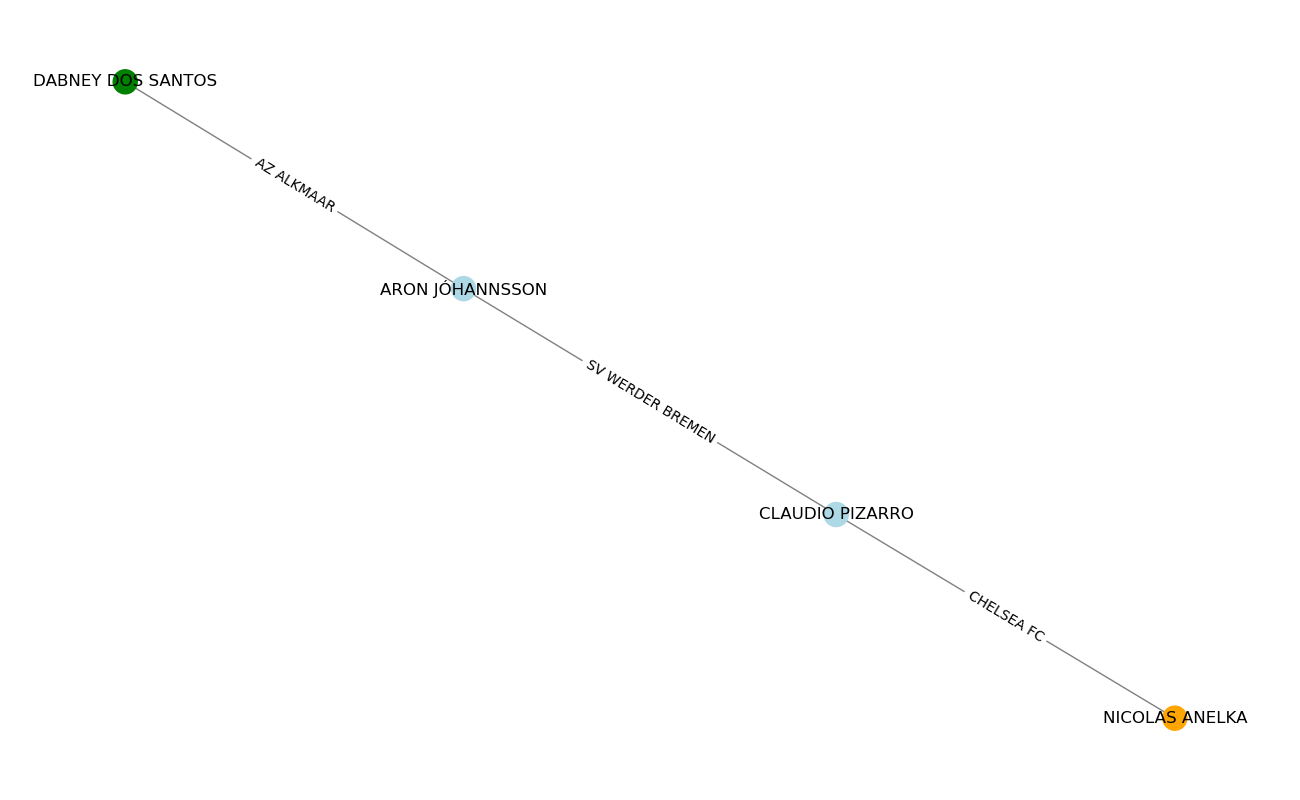 DABNEY DOS SANTOS
AZ ALKMAAR
ARON JÓHANNSSON
SV WERDER BREMEN
CLAUDIO PIZARRO
CHELSEA FC
NICOLAS ANELKA